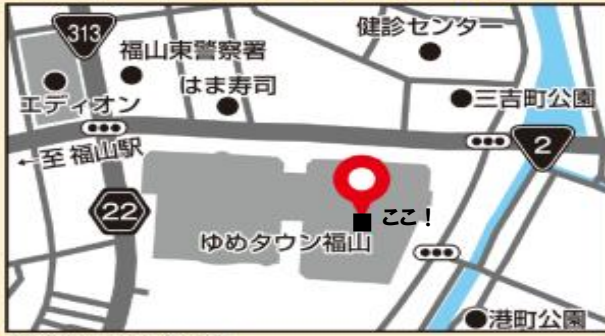 313
健診センター
福山東警察署
はま寿司
エディオン
三吉町公園
←至 福山駅
2
22
ここ！
ゆめタウン福山
港町公園